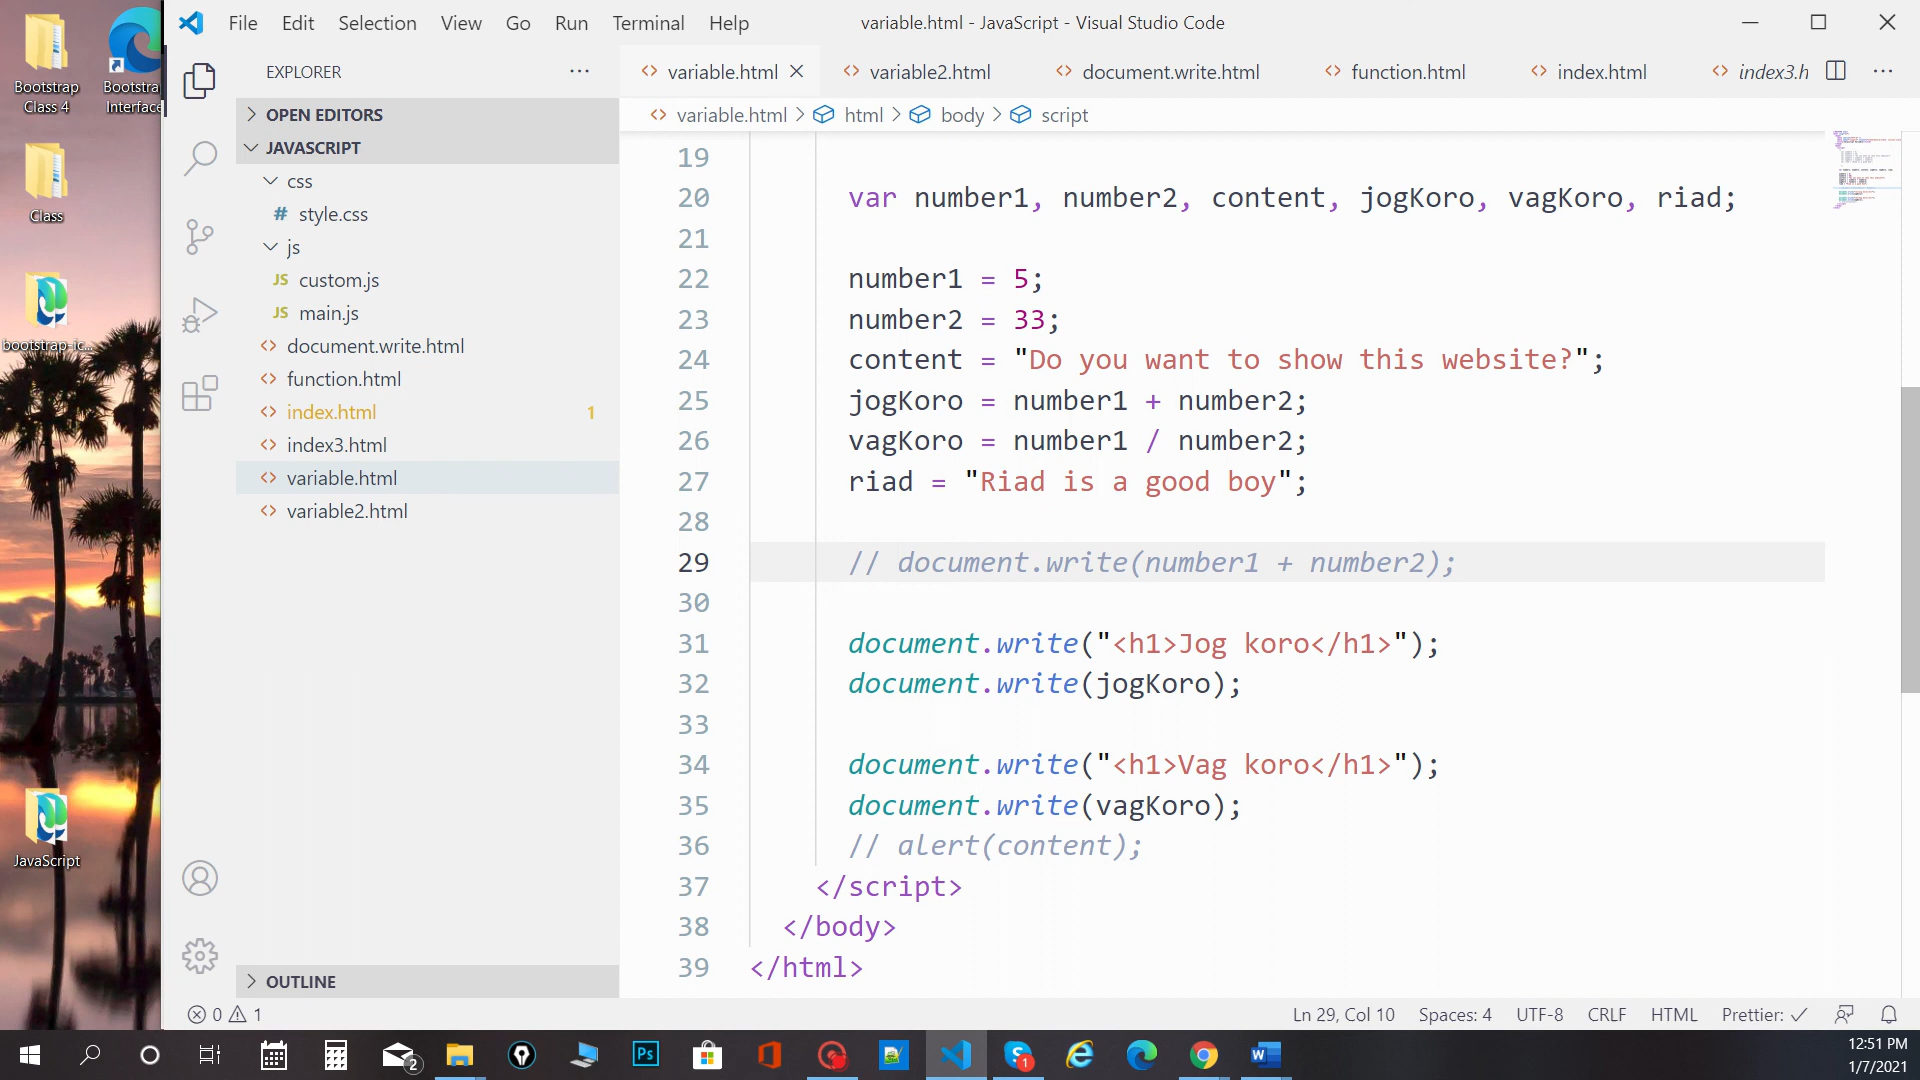 File Edit Selection View Go Run Terminal Help
variable.html - JavaScript - Visual Studio Code
Bootstrap
Class 4
Interface
Class
JavaScript
EXPLORER
OPEN EDITORS
JAVASCRIPT
css
# style.css
js
JS custom.js
JS main.js
<> document.write.html
<> function.html
<> index.html 1
<> index3.html
<> variable.html
<> variable2.html
OUTLINE
<> variable.html <> variable2.html <> document.write.html <> function.html <> index.html <> index3.h
<> variable.html > html > body > script
19
20 var number1, number2, content, jogKoro, vagKoro, riad;
21
22 number1 = 5;
23 number2 = 33;
24 content = "Do you want to show this website?";
25 jogKoro = number1 + number2;
26 vagKoro = number1 / number2;
27 riad = "Riad is a good boy";
28
29 // document.write(number1 + number2);
30
31 document.write("<h1>Jog koro</h1>");
32 document.write(jogKoro);
33
34 document.write("<h1>Vag koro</h1>");
35 document.write(vagKoro);
36 // alert(content);
37 </script>
38 </body>
39 </html>
0 1
Ln 29, Col 10 Spaces: 4 UTF-8 CRLF HTML Prettier: ✓
2
Ps
1
12:51 PM
1/7/2021